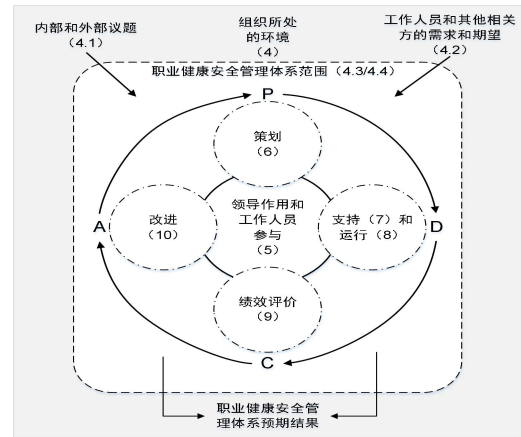 内部和外部议题
（4.1）
组织所处
的环境
（4）
工作人员和其他相关
方的需求和期望
（4.2）
职业健康安全管理体系范围（4.3/4.4）
P
策划
（6）
A
改进
（10）
领导作用和
工作人员
参与
（5）
支持（7）和
运行（8）
D
绩效评价
（9）
C
职业健康安全管
理体系预期结果